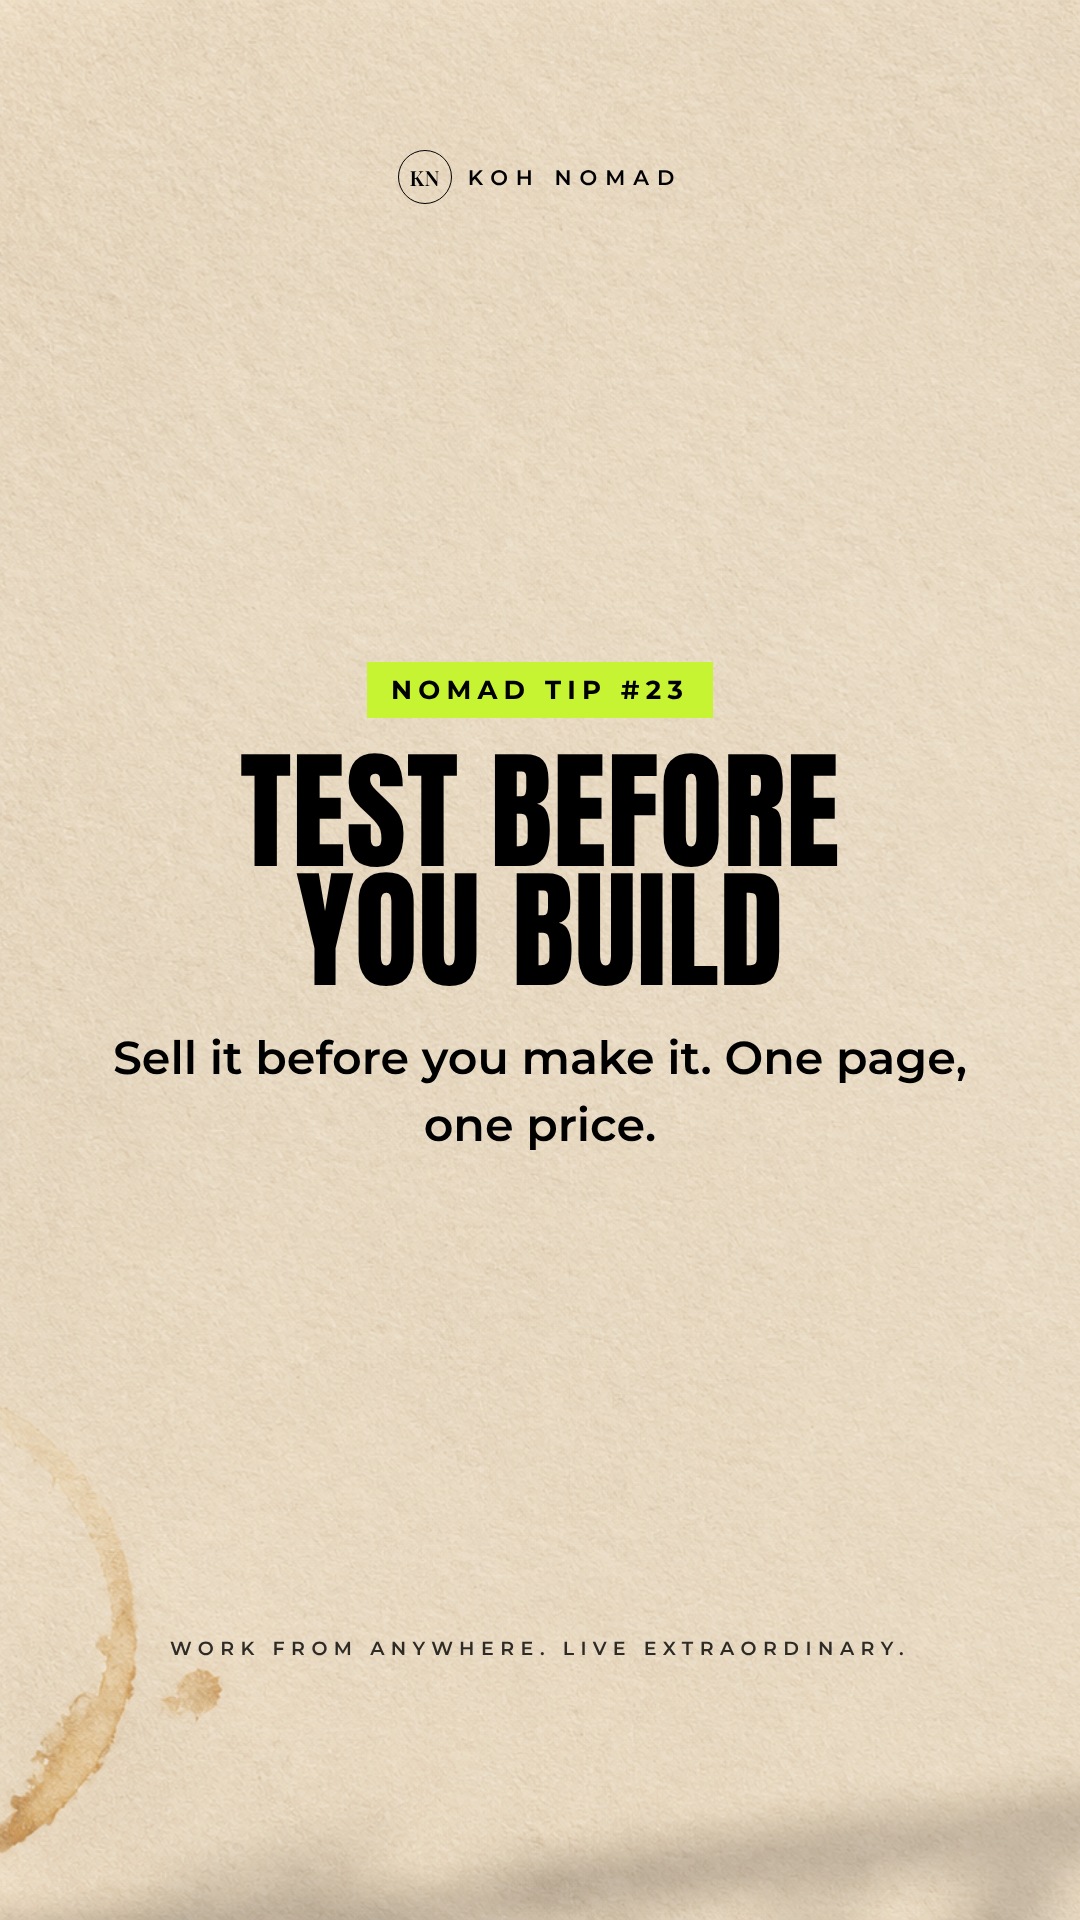 KN KOH NOMAD
NOMAD TIP #23
TEST BEFORE
YOU BUILD
Sell it before you make it. One page,
one price.
WORK FROM ANYWHERE. LIVE EXTRAORDINARY.